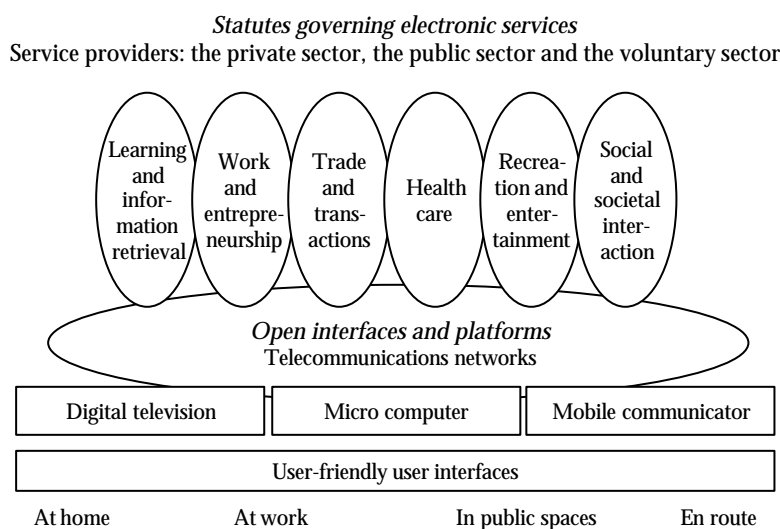 Statutes governing electronic services
Service providers: the private sector, the public sector and the voluntary sector
Learning
and
infor-
mation
retrieval
Work
and
entrepre-
neurship
Trade
and
trans-
actions
Health
care
Recrea-
tion and
enter-
tainment
Social
and
societal
inter-
action
Open interfaces and platforms
Telecommunications networks
Digital television
Micro computer
Mobile communicator
User-friendly user interfaces
At home
At work
In public spaces
En route